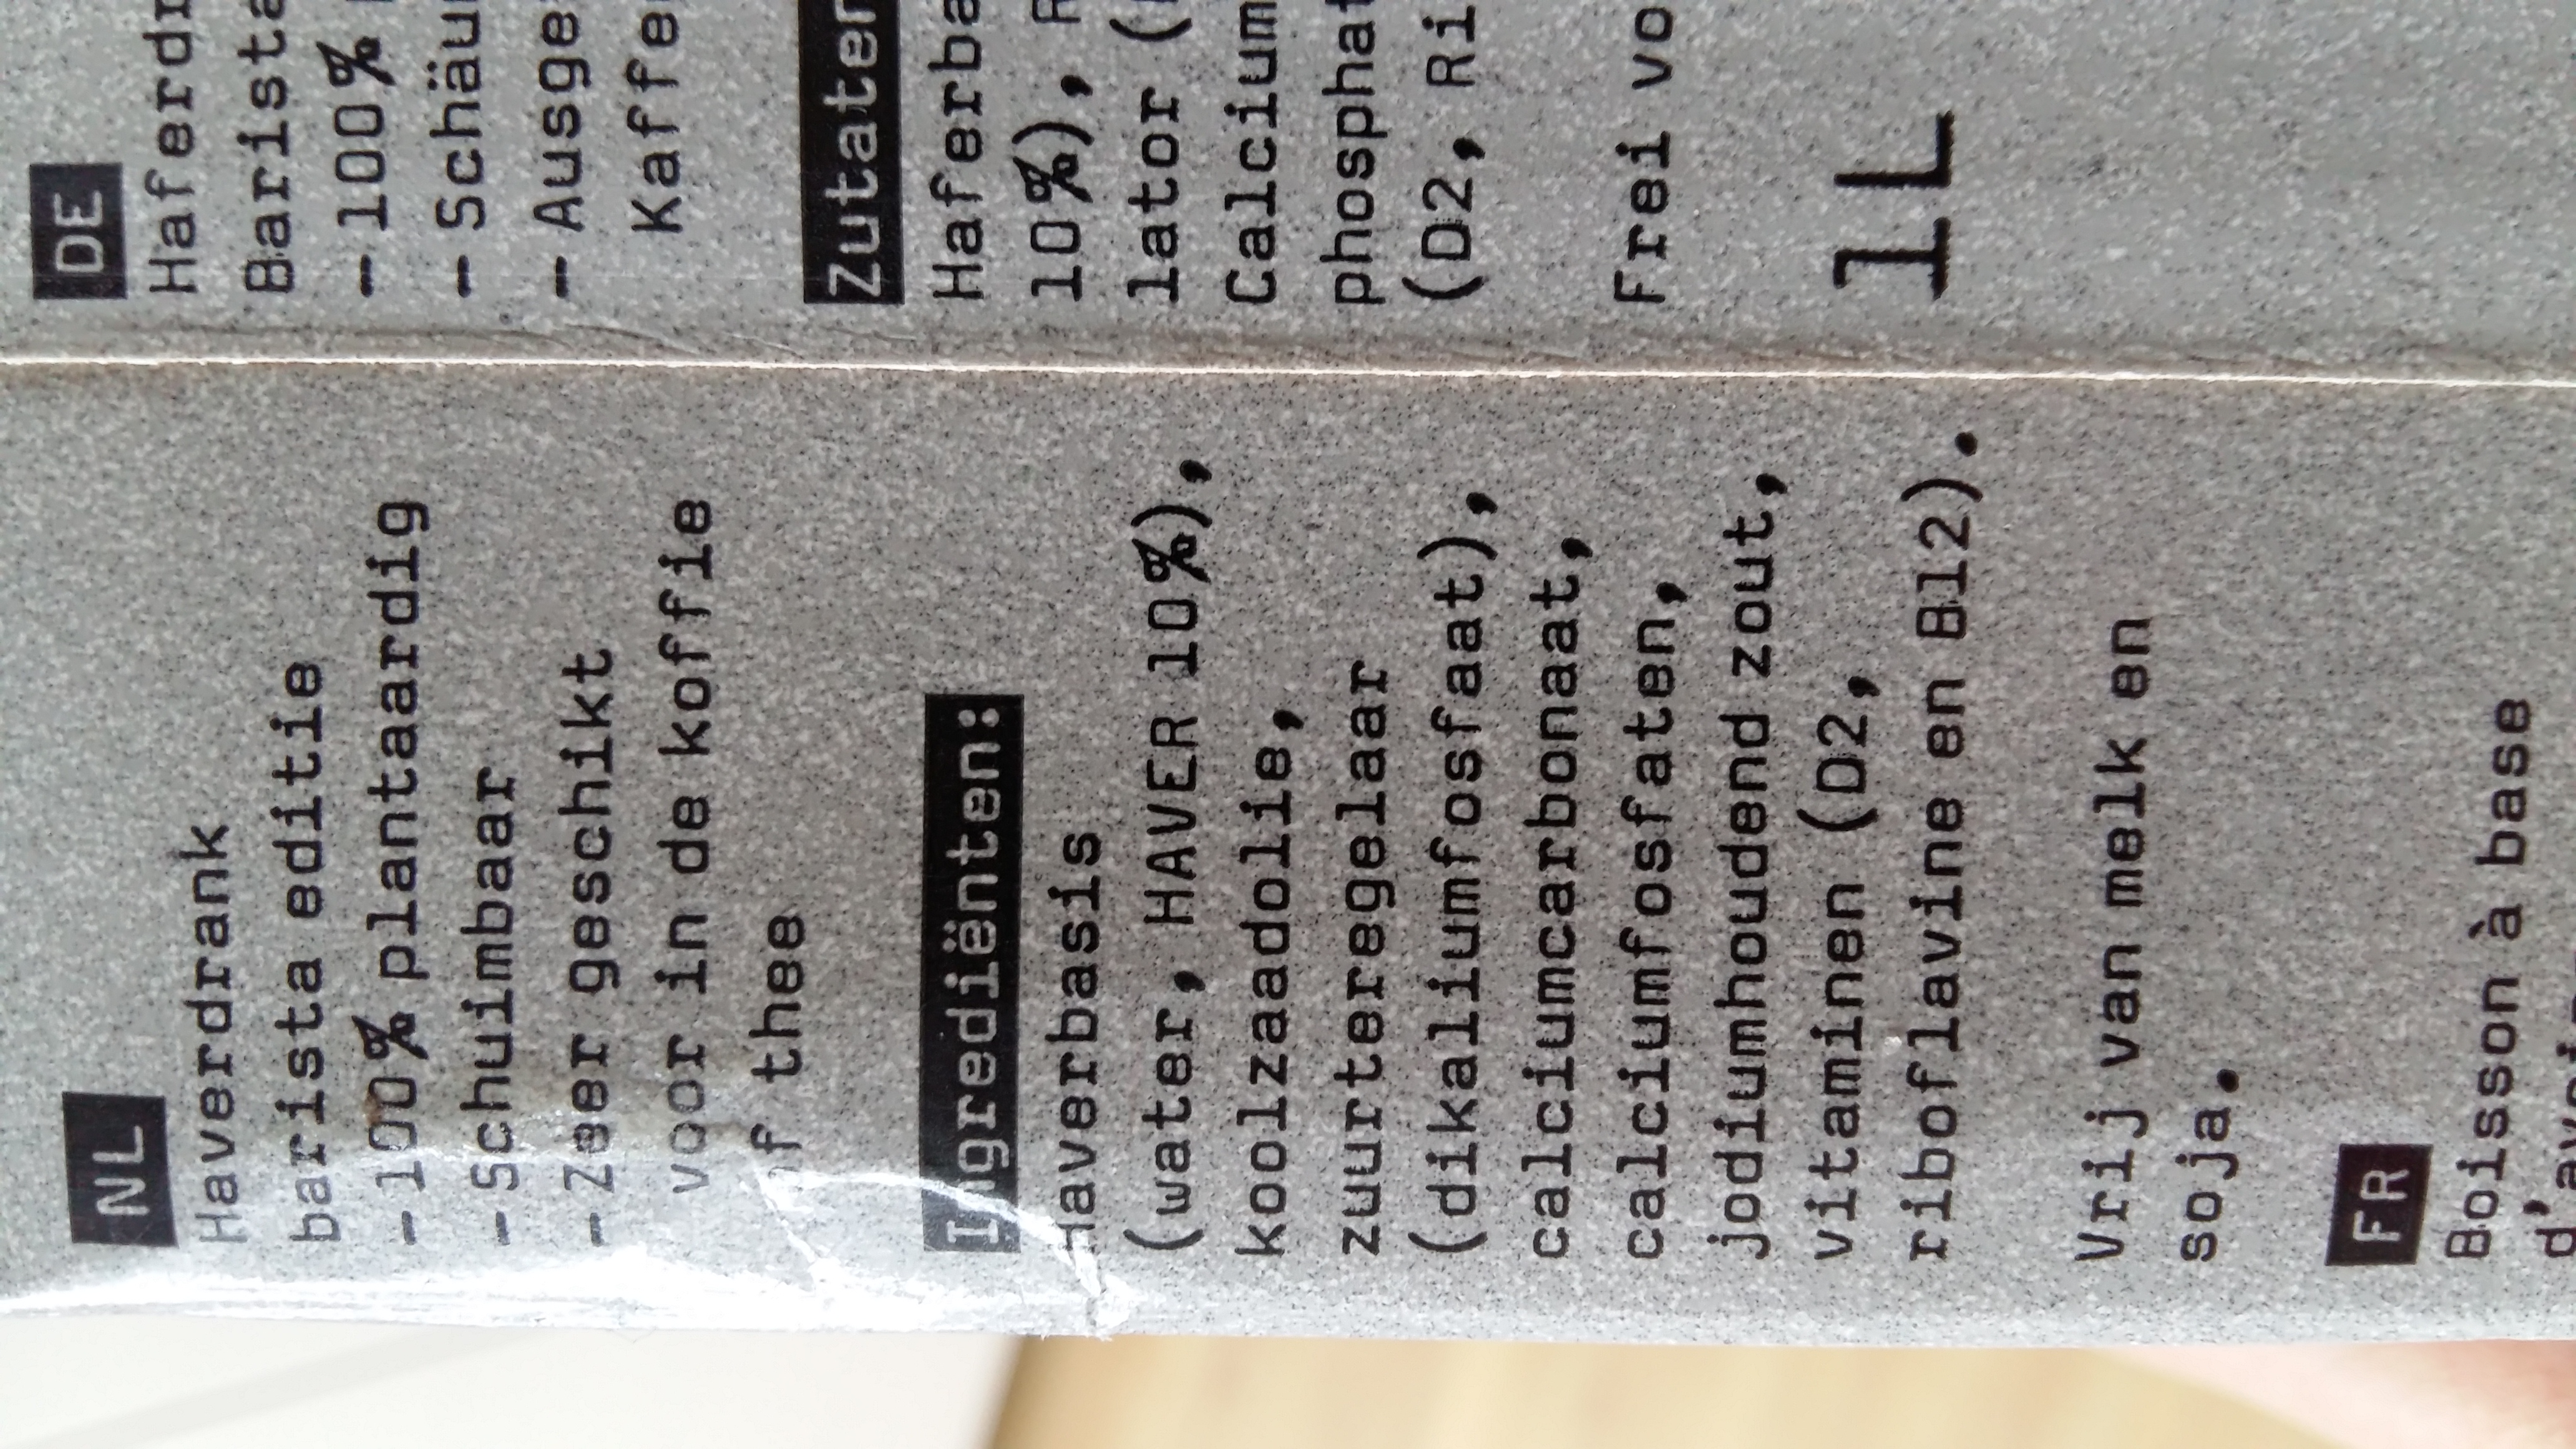 DE
Haferdr
Barista
- 100%
- Schäu
- Ausge
Kaffe
Zutaten
Haferba
10%), R
lator (
Calcium
phosphat
(D2, Ri
Frei vo
1L
NL
Haverdrank
barista editie
- 100% plantaardig
- Schuimbaar
- Zeer geschikt
voor in de koffie
of thee
Ingrediënten:
Haverbasis
(water, HAVER 10%),
koolzaadolie,
zuurteregelaar
(dikaliumfosfaat),
calciumcarbonaat,
calciumfosfaten,
jodiumhoudend zout,
vitaminen (D2,
riboflavine en B12).
Vrij van melk en
soja.
FR
Boisson à base